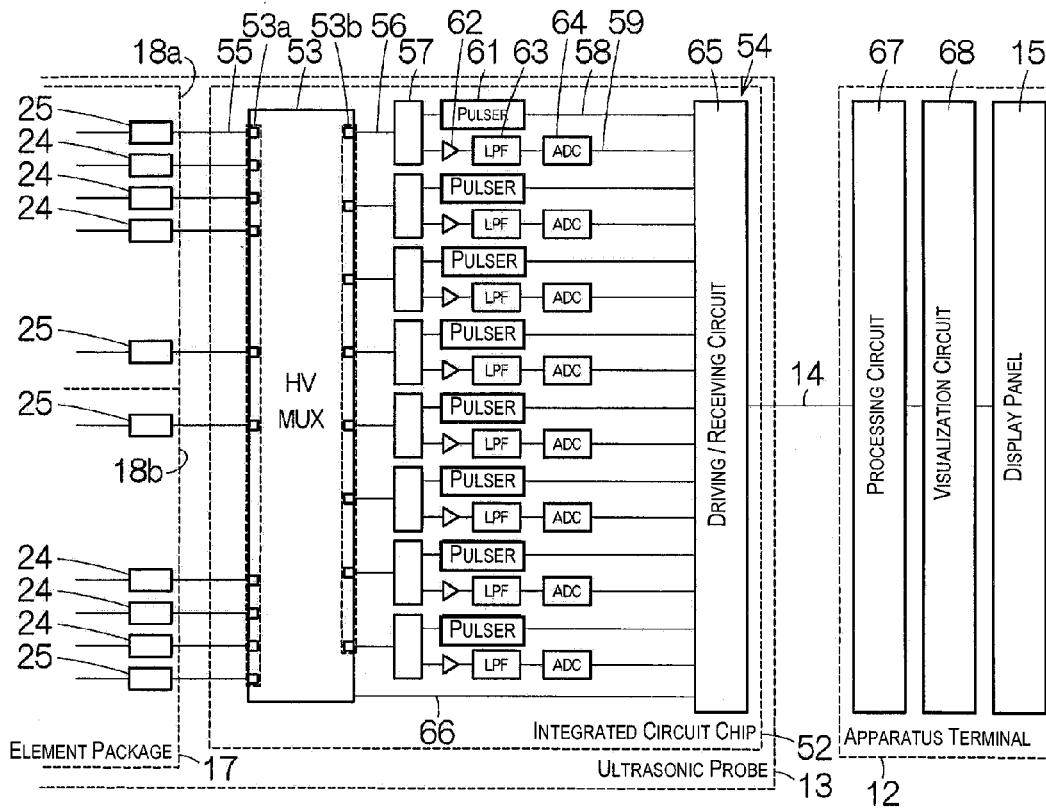 53a 53 53b 56 62 61 63 64 59 65 54 67 68 15
18a 55 57 58
25
24
24
24
25
25
18b
24
24
24
25
PULSER
LPF ADC
PULSER
LPF ADC
PULSER
LPF ADC
PULSER
LPF ADC
PULSER
LPF ADC
PULSER
LPF ADC
PULSER
LPF ADC
PULSER
LPF ADC
HV
MUX
DRIVING / RECEIVING CIRCUIT
14
PROCESSING CIRCUIT
VISUALIZATION CIRCUIT
DISPLAY PANEL
66
INTEGRATED CIRCUIT CHIP
52
APPARATUS TERMINAL
12
ELEMENT PACKAGE
17
ULTRASONIC PROBE
13